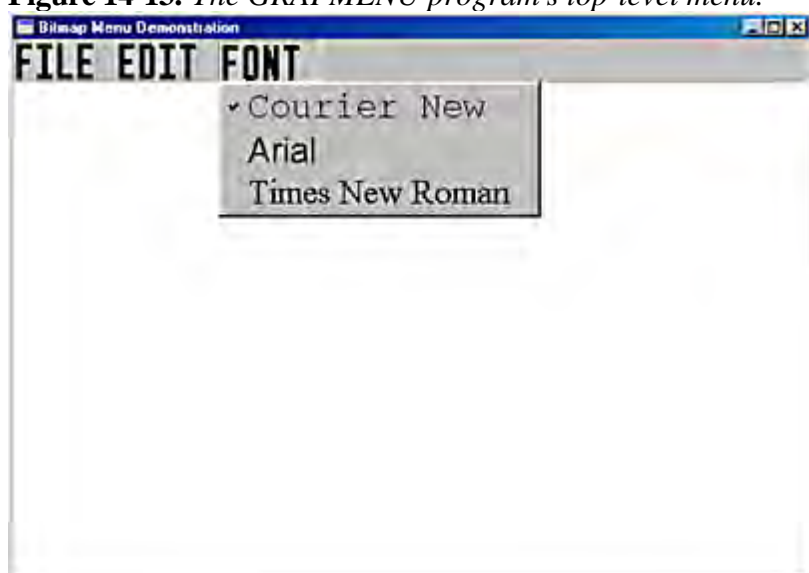 Figure 14-15. The GRAFMENU program's top-level menu.
Bitmap Menu Demonstration
FILE EDIT FONT
Courier New
Arial
Times New Roman